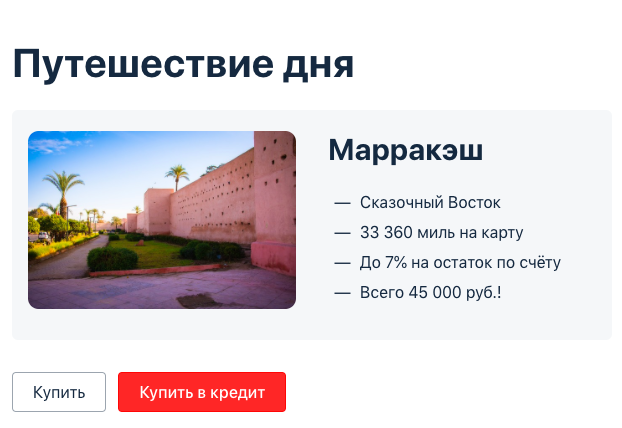 Путешествие дня
Марракэш
— Сказочный Восток
— 33 360 миль на карту
— До 7% на остаток по счёту
— Всего 45 000 руб.!
Купить
Купить в кредит